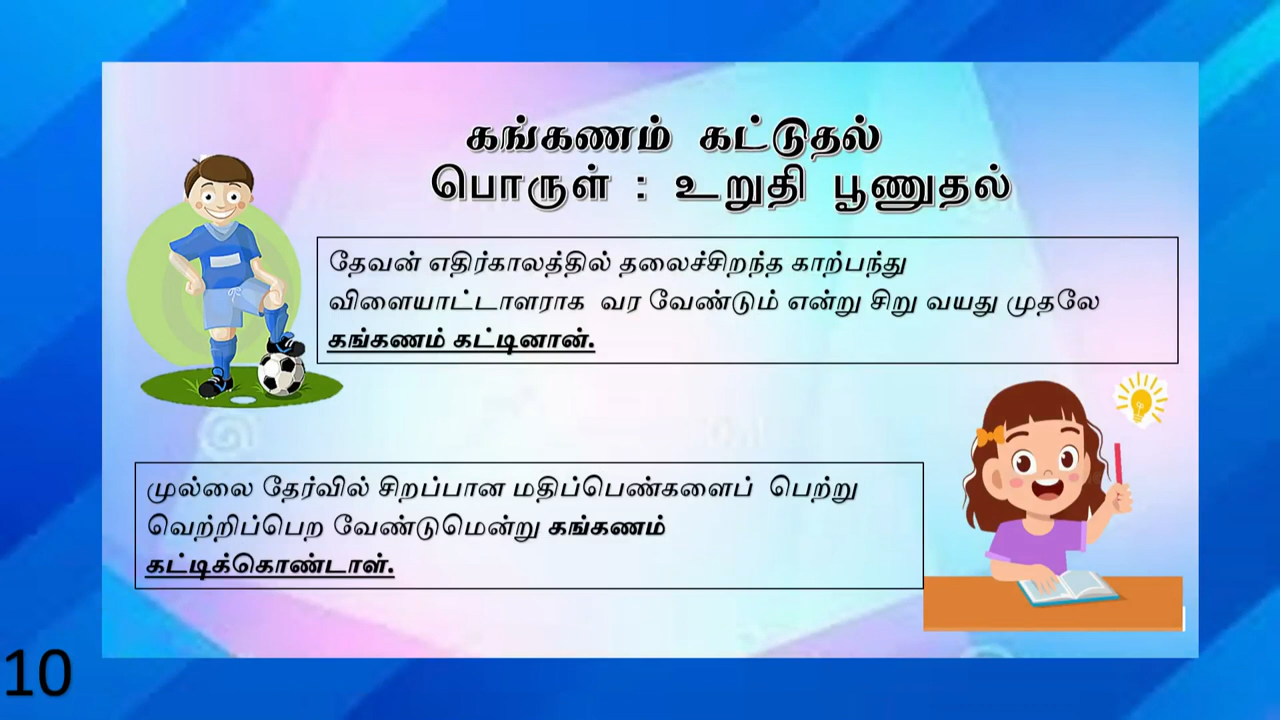 கங்கணம் கட்டுதல்
பொருள் : உறுதி பூணுதல்
தேவன் எதிர்காலத்தில் தலைச்சிறந்த காற்பந்து
விளையாட்டாளராக வர வேண்டும் என்று சிறு வயது முதலே
கங்கணம் கட்டினான்.
முல்லை தேர்வில் சிறப்பான மதிப்பெண்களைப் பெற்று
வெற்றிப்பெற வேண்டுமென்று கங்கணம்
கட்டிக்கொண்டாள்.
10